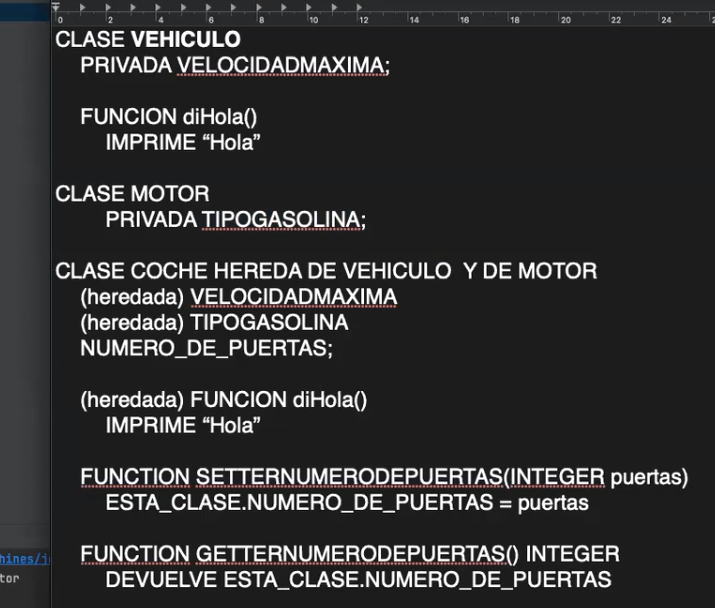 0 2 4 6 8 10 12 14 16 18 20 22 24
CLASE VEHICULO
PRIVADA VELOCIDADMAXIMA;
FUNCION diHola()
IMPRIME “Hola”
CLASE MOTOR
PRIVADA TIPOGASOLINA;
CLASE COCHE HEREDA DE VEHICULO Y DE MOTOR
(heredada) VELOCIDADMAXIMA
(heredada) TIPOGASOLINA
NUMERO_DE_PUERTAS;
(heredada) FUNCION diHola()
IMPRIME “Hola”
FUNCTION SETTERNUMERODEPUERTAS(INTEGER puertas)
ESTA_CLASE.NUMERO_DE_PUERTAS = puertas
FUNCTION GETTERNUMERODEPUERTAS() INTEGER
DEVUELVE ESTA_CLASE.NUMERO_DE_PUERTAS
hines/j
tor